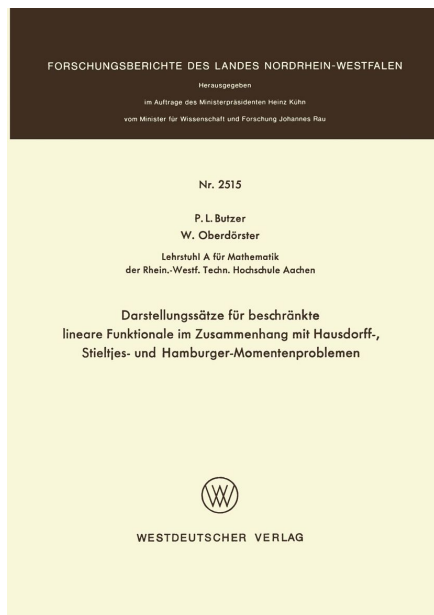 FORSCHUNGSBERICHTE DES LANDES NORDRHEIN-WESTFALEN
Herausgegeben
im Auftrage des Ministerpräsidenten Heinz Kühn
vom Minister für Wissenschaft und Forschung Johannes Rau
Nr. 2515
P. L. Butzer
W. Oberdörster
Lehrstuhl A für Mathematik
der Rhein.-Westf. Techn. Hochschule Aachen
Darstellungssätze für beschränkte
lineare Funktionale im Zusammenhang mit Hausdorff-,
Stieltjes- und Hamburger-Momentenproblemen
WESTDEUTSCHER VERLAG